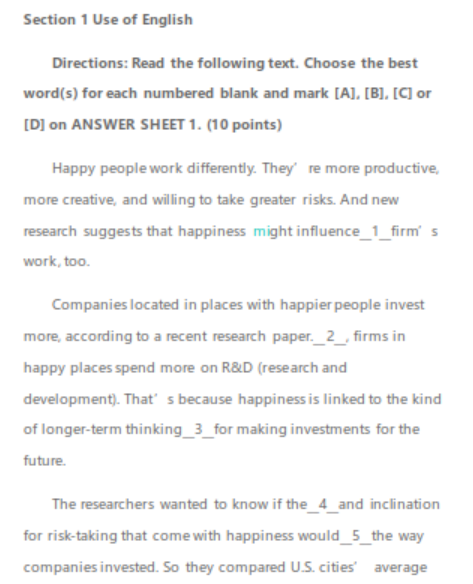 Section 1 Use of English
Directions: Read the following text. Choose the best
word(s) for each numbered blank and mark [A], [B], [C] or
[D] on ANSWER SHEET 1. (10 points)
Happy people work differently. They’ re more productive,
more creative, and willing to take greater risks. And new
research suggests that happiness might influence__1__firm’ s
work, too.
Companies located in places with happier people invest
more, according to a recent research paper.__2__, firms in
happy places spend more on R&D (research and
development). That’ s because happiness is linked to the kind
of longer-term thinking__3__for making investments for the
future.
The researchers wanted to know if the__4__and inclination
for risk-taking that come with happiness would__5__the way
companies invested. So they compared U.S. cities’ average